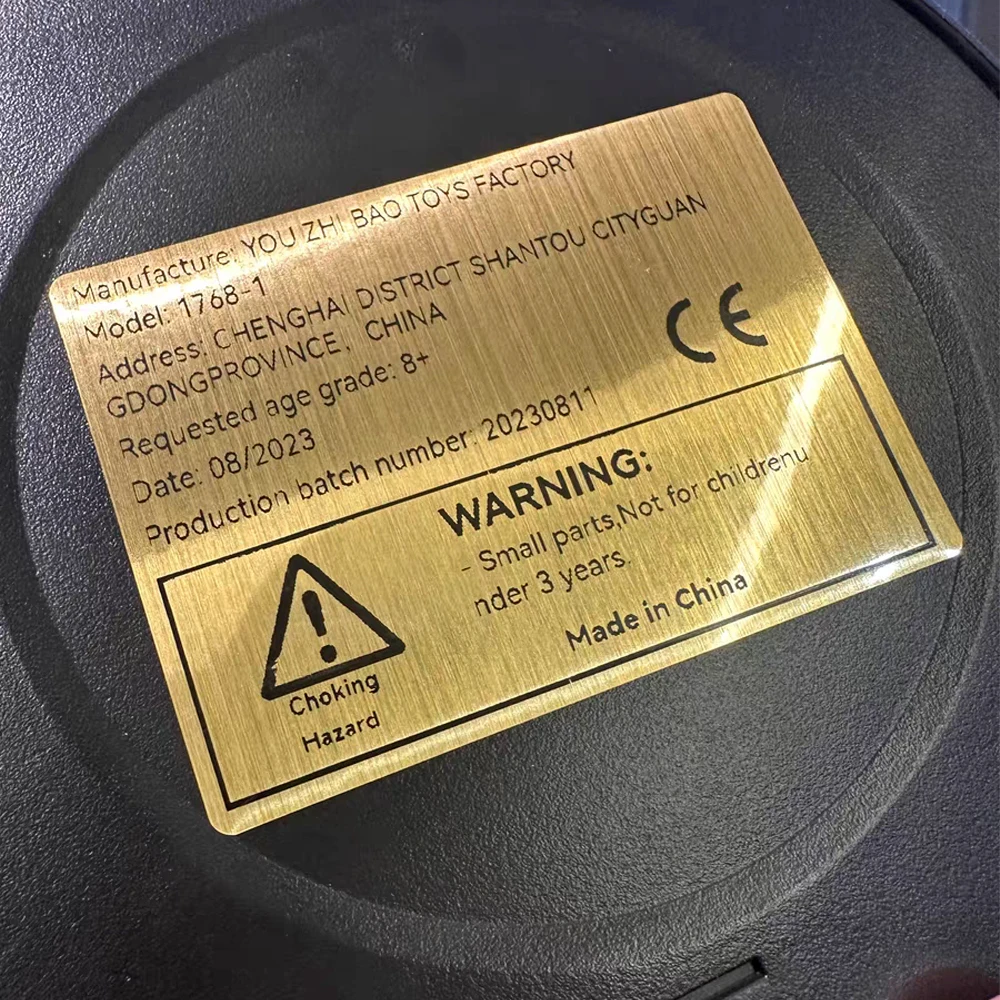 Manufacture: YOU ZHI BAO TOYS FACTORY
Model: 1768-1
Address: CHENGHAI DISTRICT SHANTOU CITYGUAN
GDONGPROVINCE, CHINA
Requested age grade: 8+
Date: 08/2023
Production batch number: 20230811
CE
WARNING:
- Small parts,Not for childrenu
nder 3 years.
Made in China
Choking
Hazard